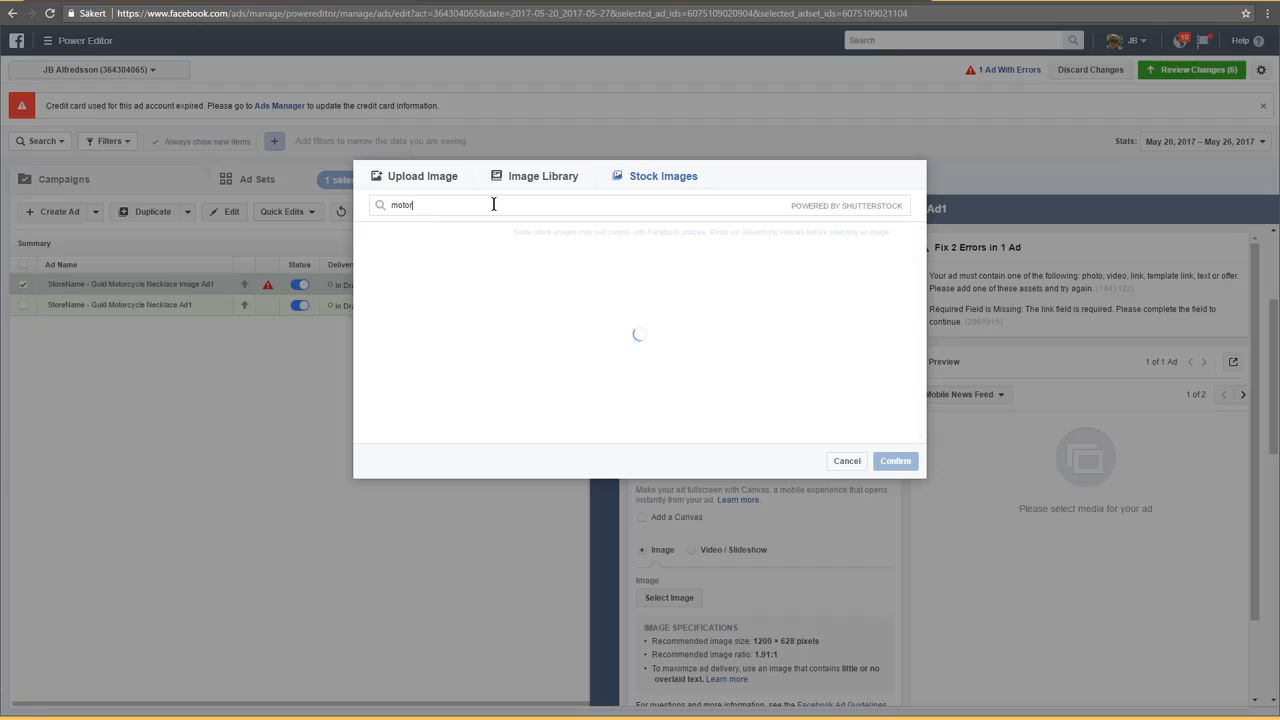 Säkert https://www.facebook.com/ads/manage/powereditor/manage/ads/edit?act=364304065&date=2017-05-20_2017-05-27&selected_ad_ids=6075109020904&selected_adset_ids=6075109021104
Power Editor Search JB 10 Help
JB Alfredsson (364304065) 1 Ad With Errors Discard Changes Review Changes (6)
Credit card used for this ad account expired. Please go to Ads Manager to update the credit card information.
Search Filters Always show new items + Add filters to narrow the data you are seeing Stats: May 20, 2017 – May 26, 2017
Campaigns Ad Sets 1 sele
Upload Image Image Library Stock Images
motor POWERED BY SHUTTERSTOCK
Some stock images may not comply with Facebook policies. Read our Advertising Policies before selecting an image.
Cancel Confirm
Create Ad Duplicate Edit Quick Edits
Summary
Ad Name Status Delivery
StoreName - Gold Motorcycle Necklace Image Ad1 In Dra
StoreName - Gold Motorcycle Necklace Ad1 In Dra
Ad1
Fix 2 Errors in 1 Ad
Your ad must contain one of the following: photo, video, link, template link, text or offer.
Please add one of these assets and try again. (1443122)
Required Field Is Missing: The link field is required. Please complete the field to
continue. (2061015)
Preview 1 of 1 Ad
Mobile News Feed 1 of 2
Please select media for your ad
Make your ad fullscreen with Canvas, a mobile experience that opens
instantly from your ad. Learn more.
Add a Canvas
Image Video / Slideshow
Image
Select Image
IMAGE SPECIFICATIONS
• Recommended image size: 1200 × 628 pixels
• Recommended image ratio: 1.91:1
• To maximize ad delivery, use an image that contains little or no
overlaid text. Learn more
For questions and more information, see the Facebook Ad Guidelines